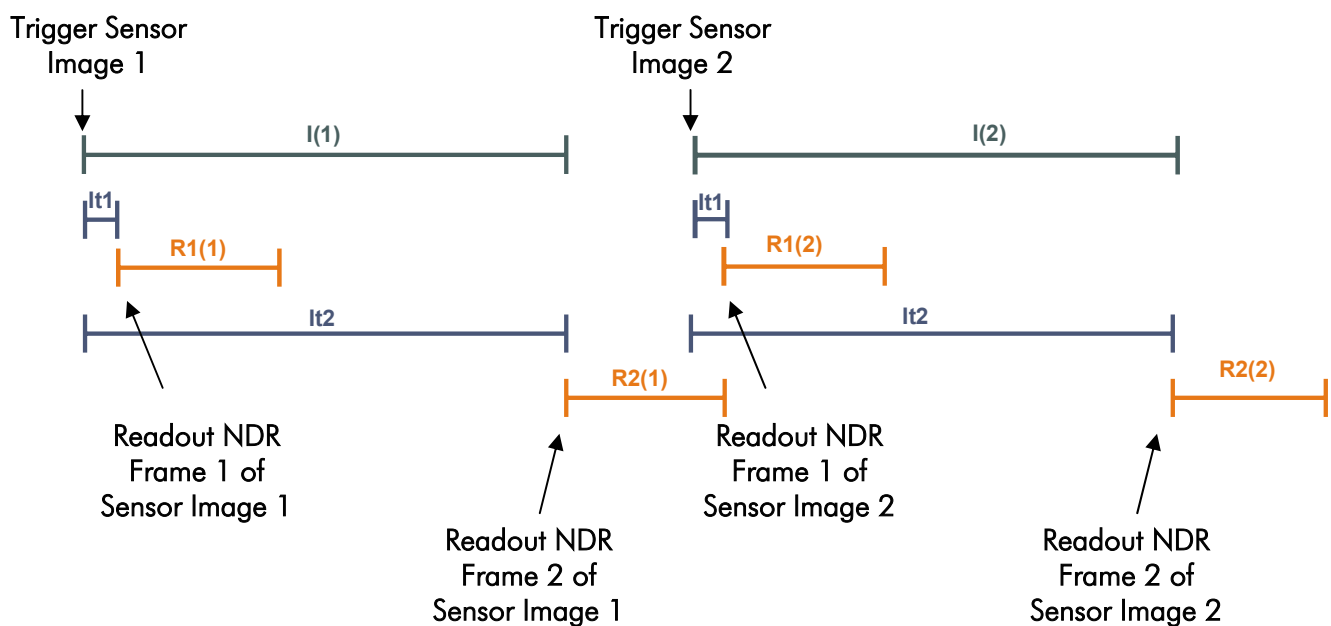 Trigger Sensor
Image 1
Trigger Sensor
Image 2
I(1)
I(2)
It1
It1
R1(1)
R1(2)
It2
It2
R2(1)
R2(2)
Readout NDR
Frame 1 of
Sensor Image 1
Readout NDR
Frame 1 of
Sensor Image 2
Readout NDR
Frame 2 of
Sensor Image 1
Readout NDR
Frame 2 of
Sensor Image 2